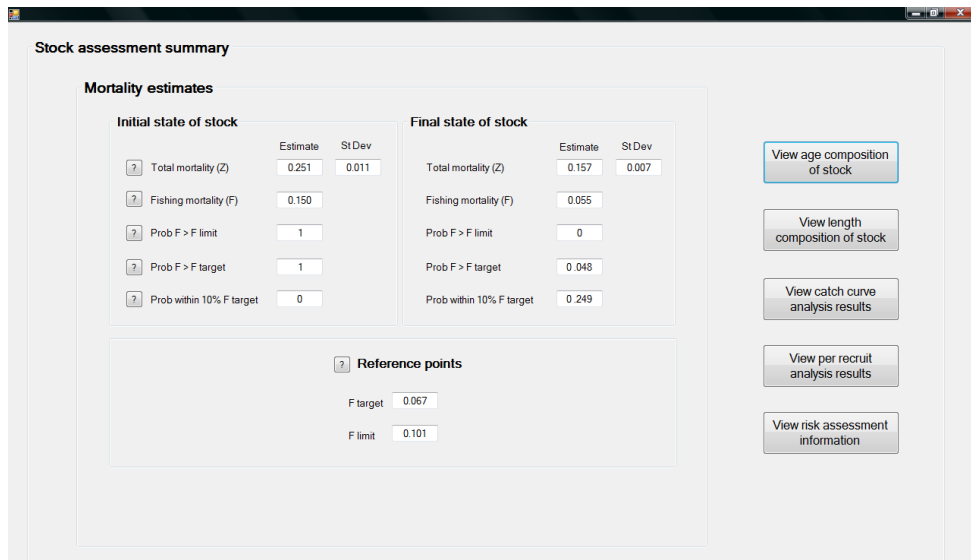 Stock assessment summary
Mortality estimates
Initial state of stock
Estimate St Dev
? Total mortality (Z) 0.251 0.011
? Fishing mortality (F) 0.150
? Prob F > F limit 1
? Prob F > F target 1
? Prob within 10% F target 0
Final state of stock
Estimate St Dev
Total mortality (Z) 0.157 0.007
Fishing mortality (F) 0.055
Prob F > F limit 0
Prob F > F target 0 .048
Prob within 10% F target 0 .249
? Reference points
F target 0.067
F limit 0.101
View age composition
of stock
View length
composition of stock
View catch curve
analysis results
View per recruit
analysis results
View risk assessment
information